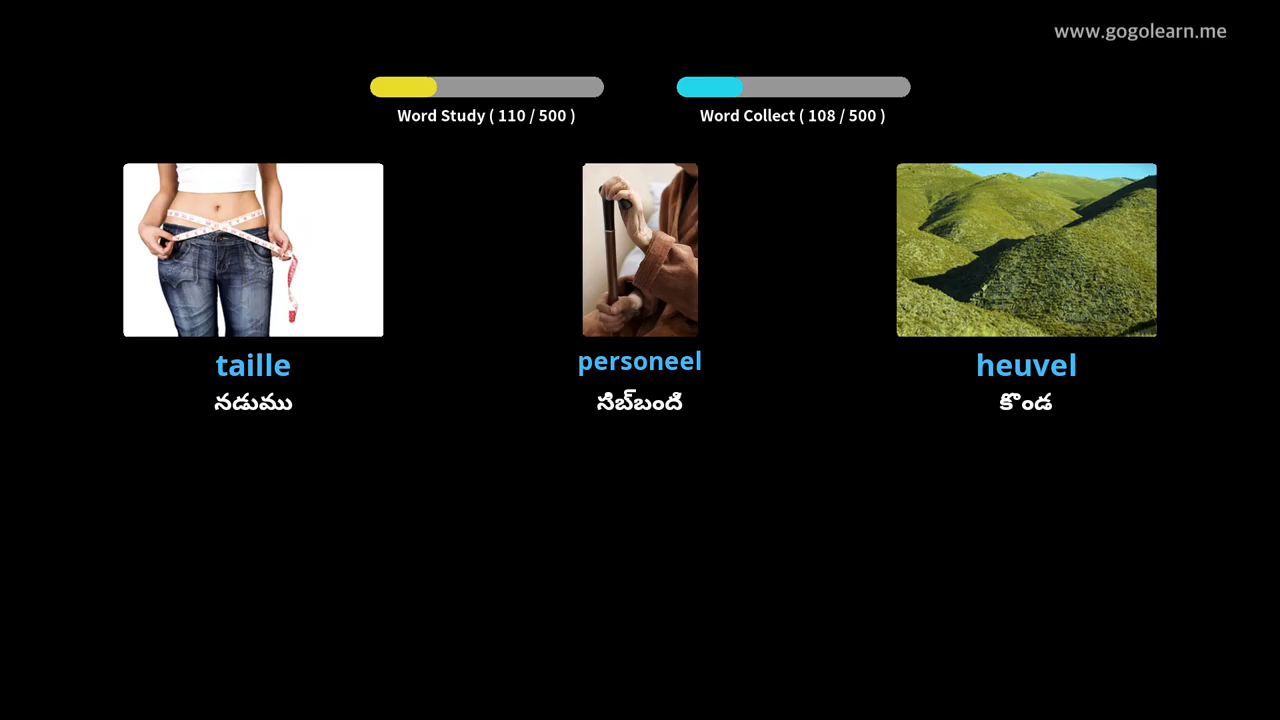 www.gogolearn.me
Word Study ( 110 / 500 )
Word Collect ( 108 / 500 )
taille
personeel
heuvel
నడుము
సిబ్బంది
కొండ